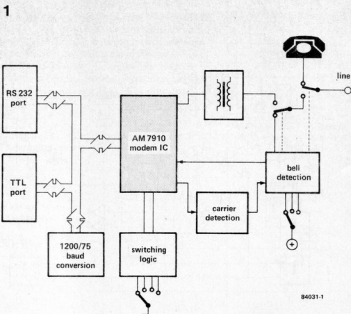 1
line
RS 232
port
AM 7910
modem IC
TTL
port
bell
detection
carrier
detection
1200/75
baud
conversion
switching
logic
84031-1